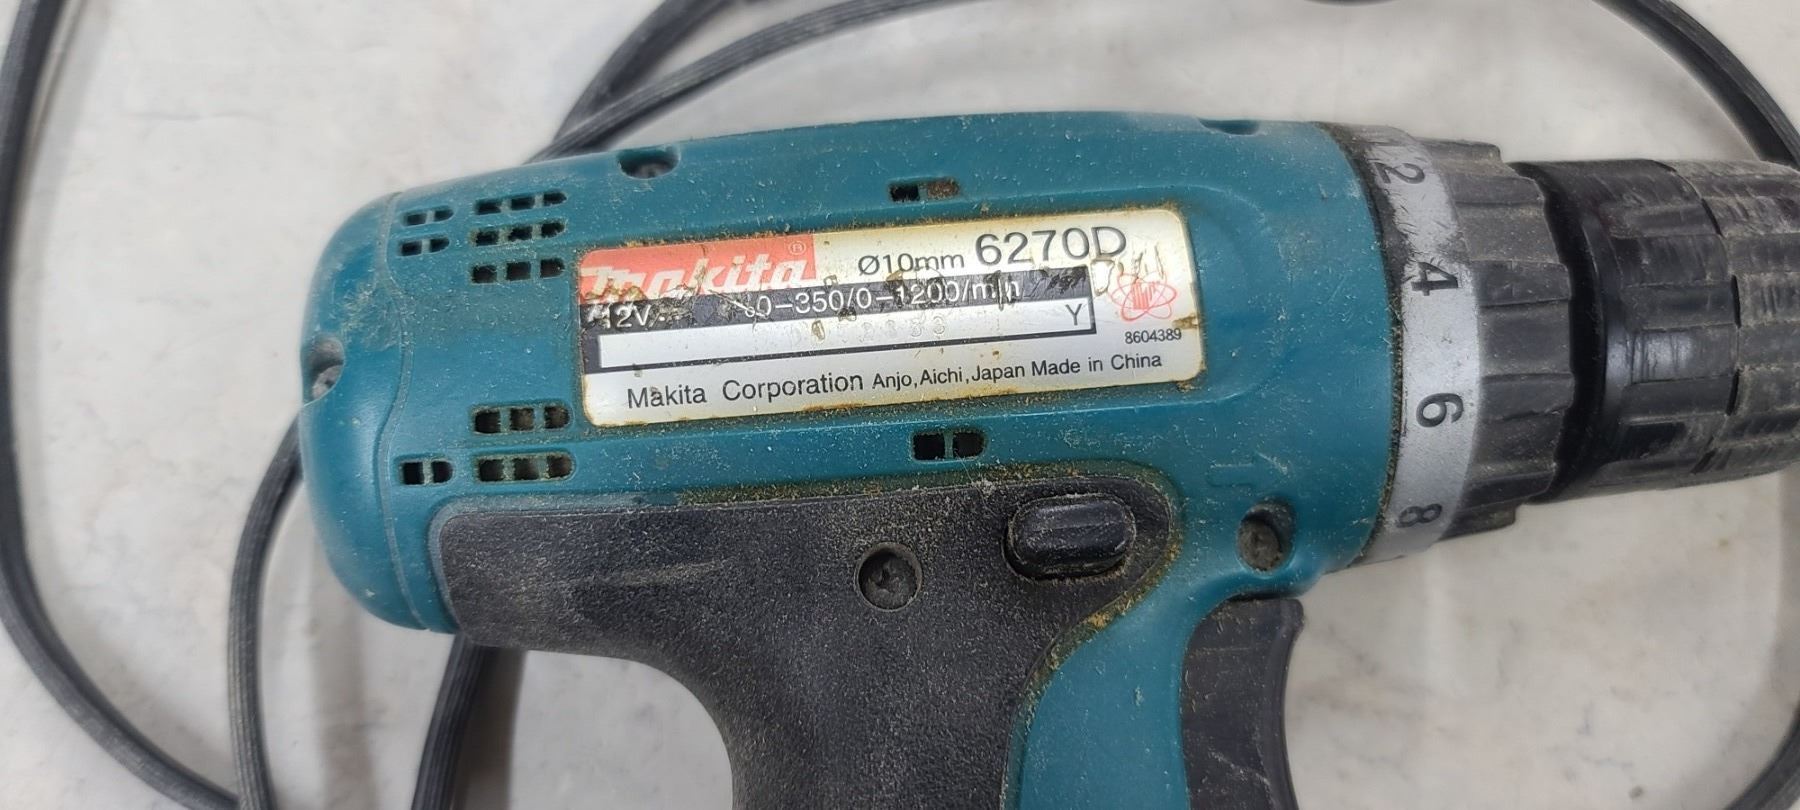 Makita® Ø10mm 6270D
12V 0-350/0-1200/min
Y
8604389
Makita Corporation Anjo,Aichi,Japan Made in China
2
4
6
8